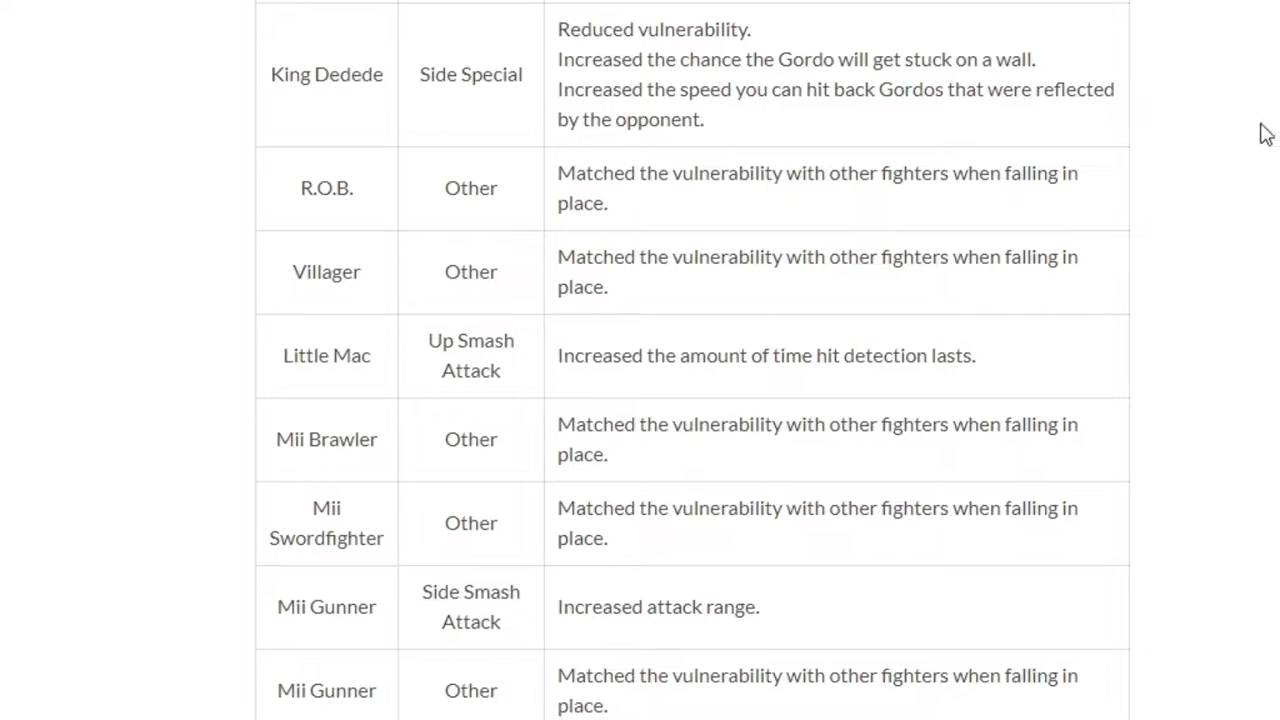 Reduced vulnerability.
King Dedede
Side Special
Increased the chance the Gordo will get stuck on a wall.
Increased the speed you can hit back Gordos that were reflected
by the opponent.
R.O.B.
Other
Matched the vulnerability with other fighters when falling in
place.
Villager
Other
Matched the vulnerability with other fighters when falling in
place.
Little Mac
Up Smash
Attack
Increased the amount of time hit detection lasts.
Mii Brawler
Other
Matched the vulnerability with other fighters when falling in
place.
Mii
Swordfighter
Other
Matched the vulnerability with other fighters when falling in
place.
Mii Gunner
Side Smash
Attack
Increased attack range.
Mii Gunner
Other
Matched the vulnerability with other fighters when falling in
place.